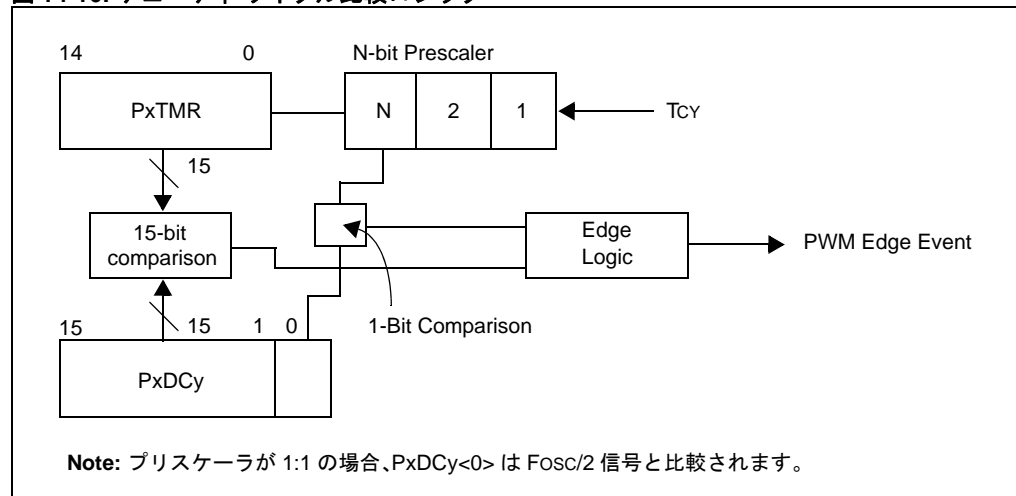 14 0 N-bit Prescaler
PxTMR N 2 1 TCY
15
15-bit
comparison
Edge
Logic
PWM Edge Event
15 15 1 0 1-Bit Comparison
PxDCy
Note: プリスケーラが 1:1 の場合、PxDCy<0> は FOSC/2 信号と比較されます。